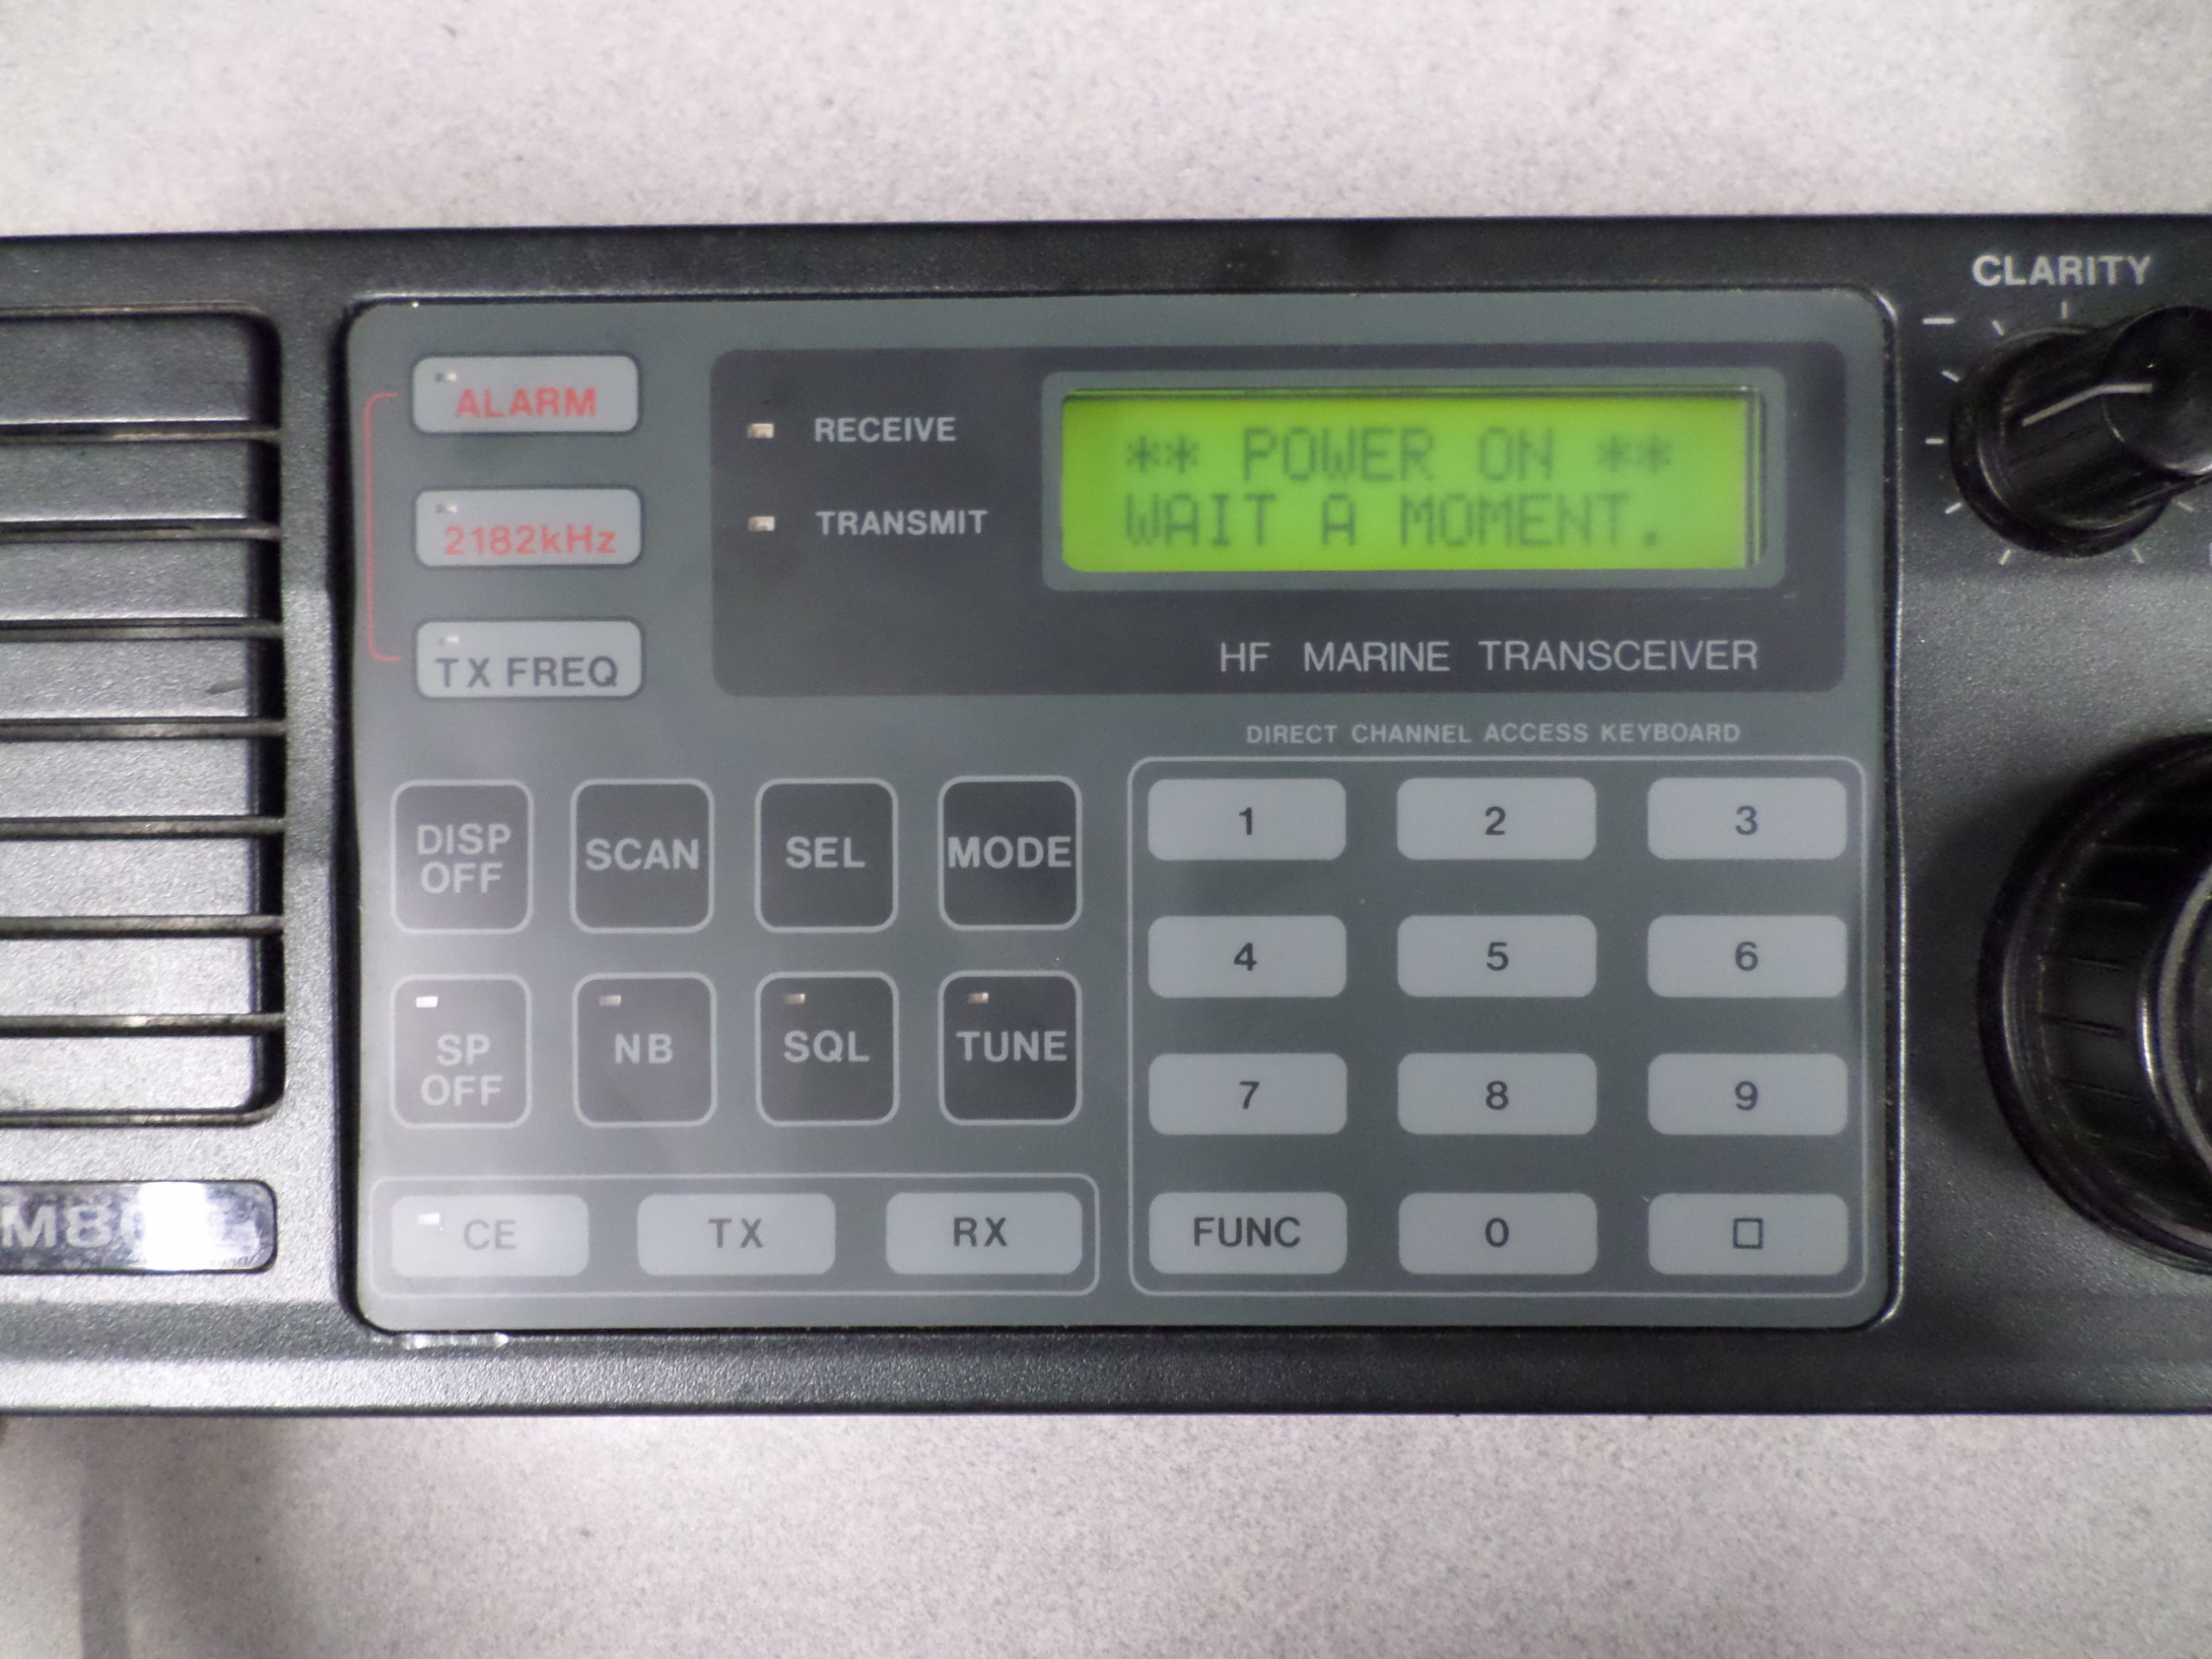 CLARITY
ALARM
2182kHz
TX FREQ
RECEIVE
TRANSMIT
** POWER ON **
WAIT A MOMENT.
HF MARINE TRANSCEIVER
DIRECT CHANNEL ACCESS KEYBOARD
DISP
OFF
SCAN
SEL
MODE
SP
OFF
NB
SQL
TUNE
CE
TX
RX
1
2
3
4
5
6
7
8
9
FUNC
0